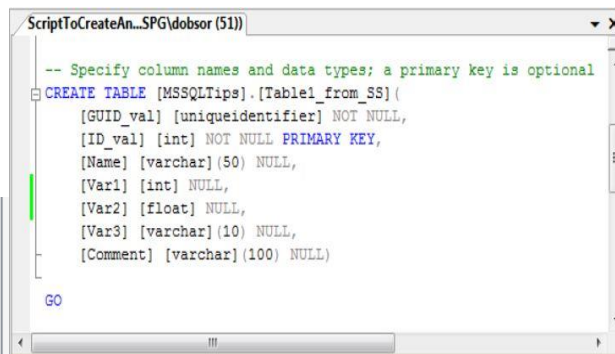 ScriptToCreateAn...SPG\dobsor (51))
-- Specify column names and data types; a primary key is optional
CREATE TABLE [MSSQLTips].[Table1_from_SS](
[GUID_val] [uniqueidentifier] NOT NULL,
[ID_val] [int] NOT NULL PRIMARY KEY,
[Name] [varchar](50) NULL,
[Var1] [int] NULL,
[Var2] [float] NULL,
[Var3] [varchar](10) NULL,
[Comment] [varchar](100) NULL)
GO